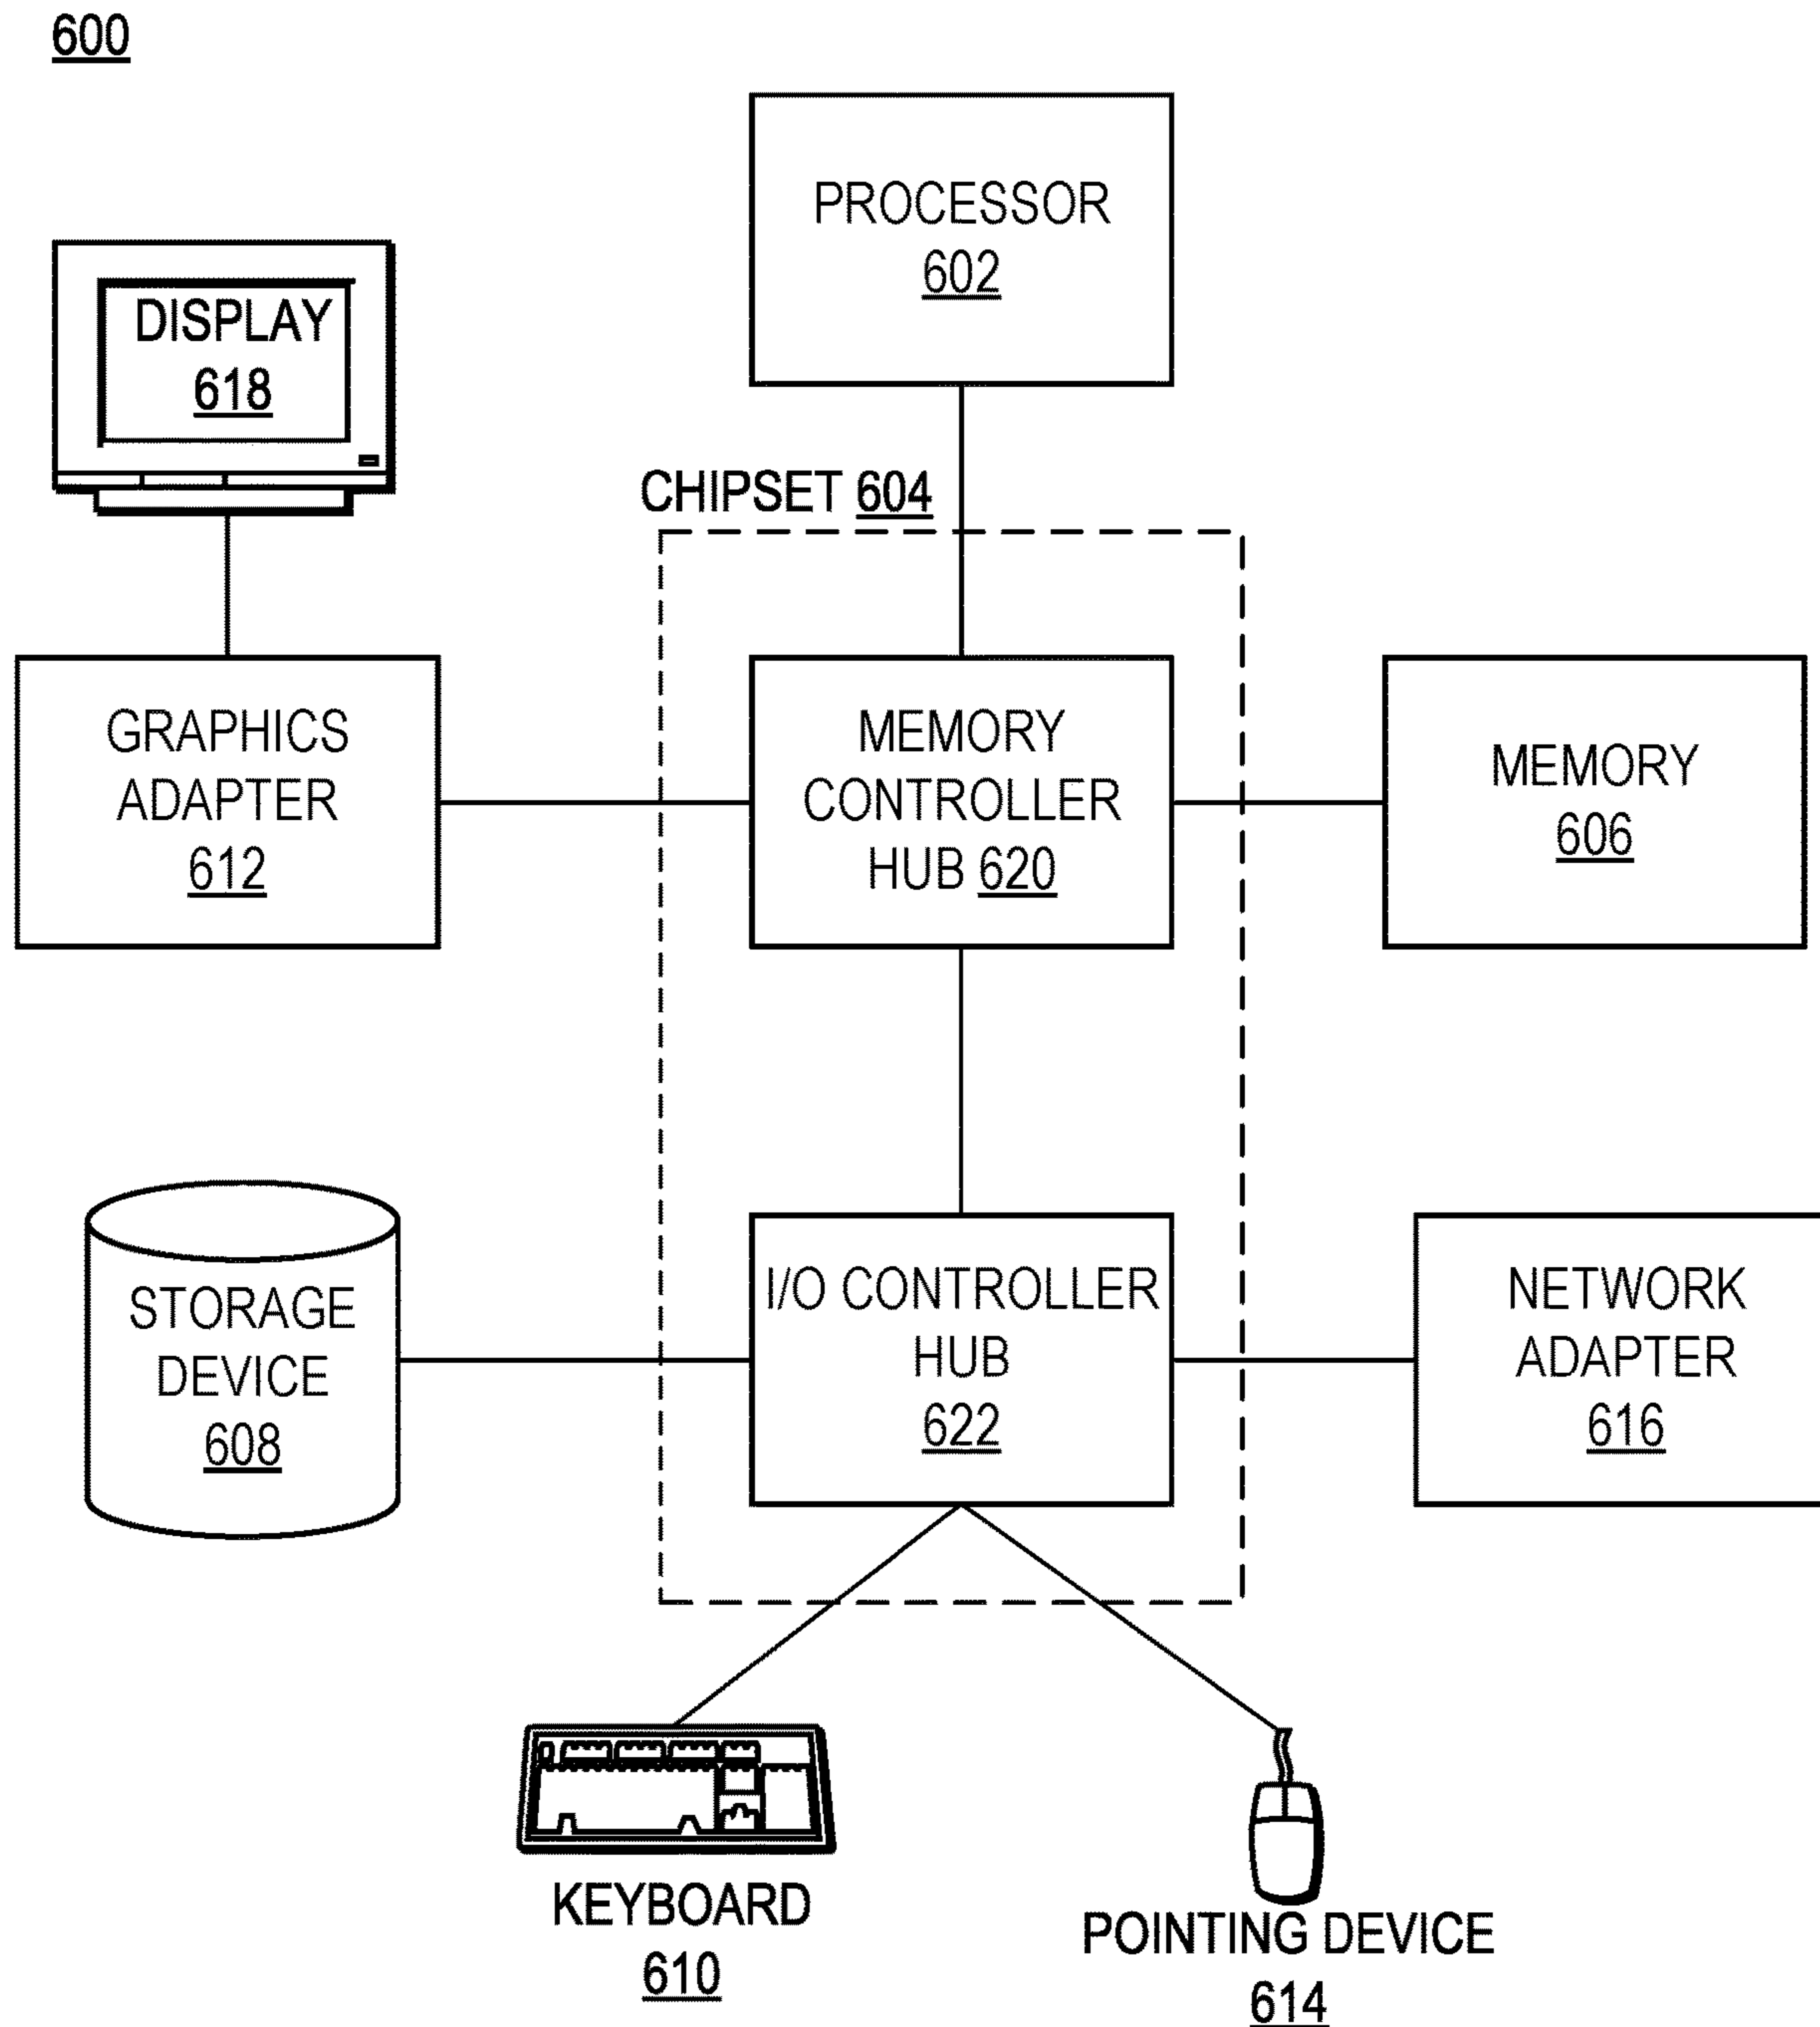 600
PROCESSOR
602
DISPLAY
618
CHIPSET 604
GRAPHICS
ADAPTER
612
MEMORY
CONTROLLER
HUB 620
MEMORY
606
STORAGE
DEVICE
608
I/O CONTROLLER
HUB
622
NETWORK
ADAPTER
616
KEYBOARD
610
POINTING DEVICE
614